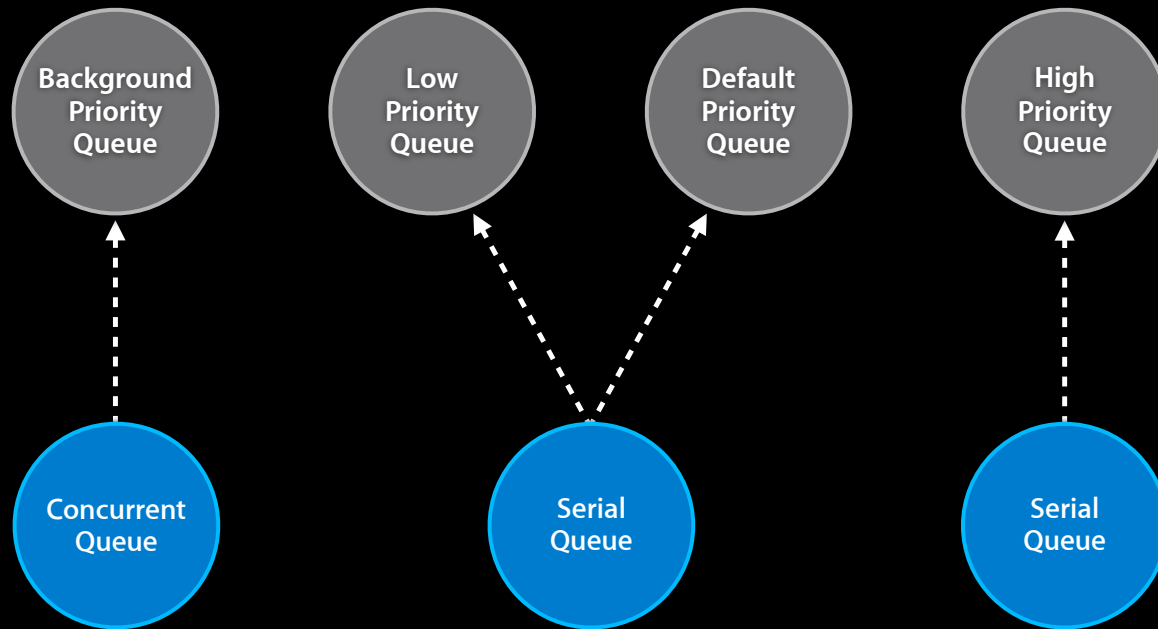 Background
Priority
Queue
Low
Priority
Queue
Default
Priority
Queue
High
Priority
Queue
Concurrent
Queue
Serial
Queue
Serial
Queue